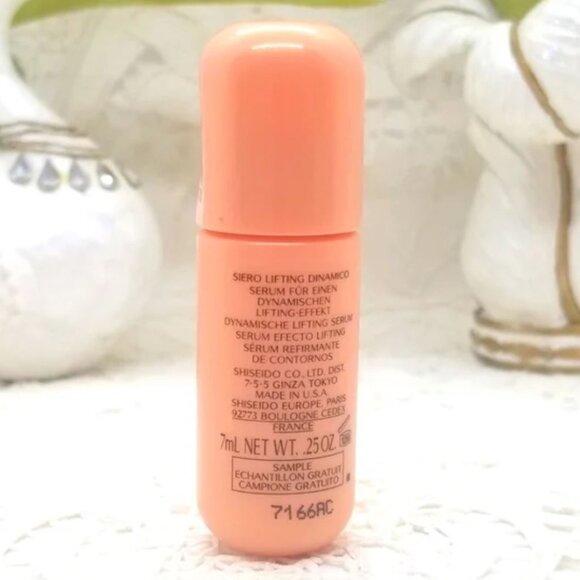 SIERO LIFTING DINAMICO
SERUM FÜR EINEN
DYNAMISCHEN
LIFTING-EFFEKT
DYNAMISCHE LIFTING SERUM
SERUM EFECTO LIFTING
SÉRUM REFIRMANTE
DE CONTORNOS
SHISEIDO CO., LTD. DIST.
7-5-5 GINZA TOKYO
MADE IN U.S.A
SHISEIDO EUROPE, PARIS
92773 BOULOGNE CEDEX
FRANCE
7mL NET WT. .25 OZ.
SAMPLE
ECHANTILLON GRATUIT
CAMPIONE GRATUITO
7166AC